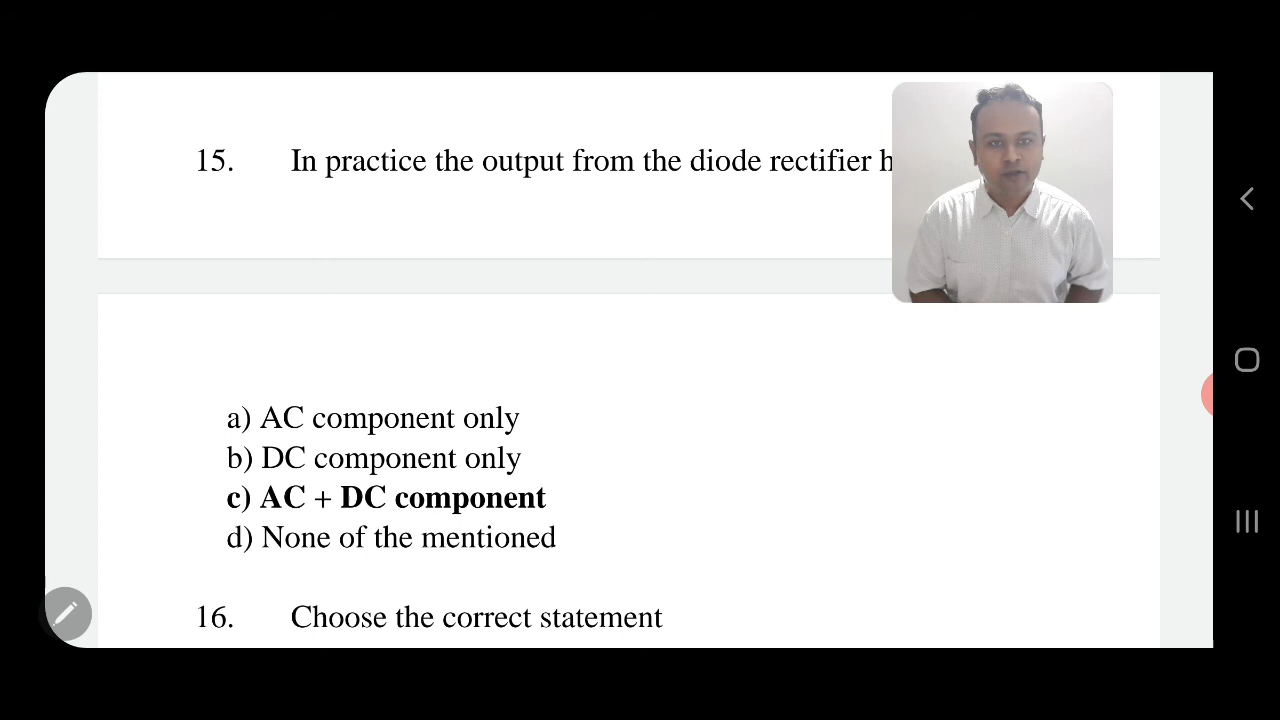 15. In practice the output from the diode rectifier
a) AC component only
b) DC component only
c) AC + DC component
d) None of the mentioned
16. Choose the correct statement